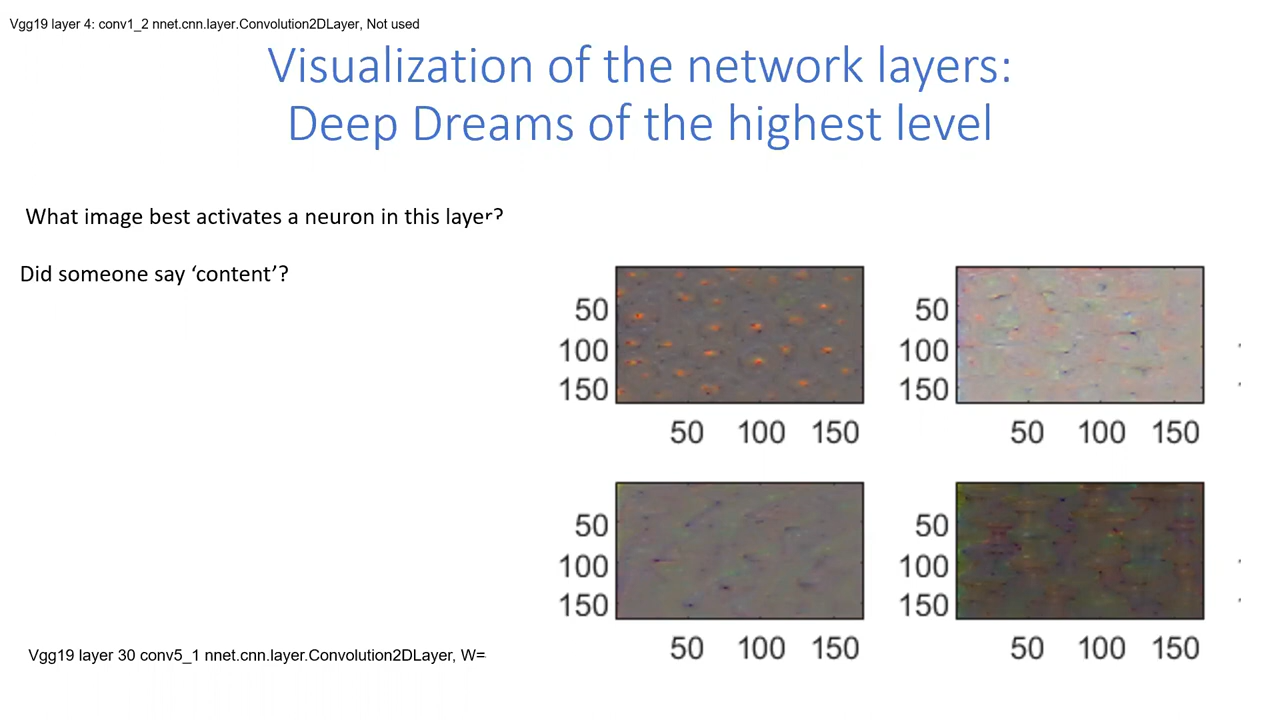 Vgg19 layer 4: conv1_2 nnet.cnn.layer.Convolution2DLayer, Not used
Visualization of the network layers:
Deep Dreams of the highest level
What image best activates a neuron in this layer?
Did someone say ‘content’?
50
100
150
50 100 150
50
100
150
50 100 150
50
100
150
50 100 150
50
100
150
50 100 150
Vgg19 layer 30 conv5_1 nnet.cnn.layer.Convolution2DLayer, W=